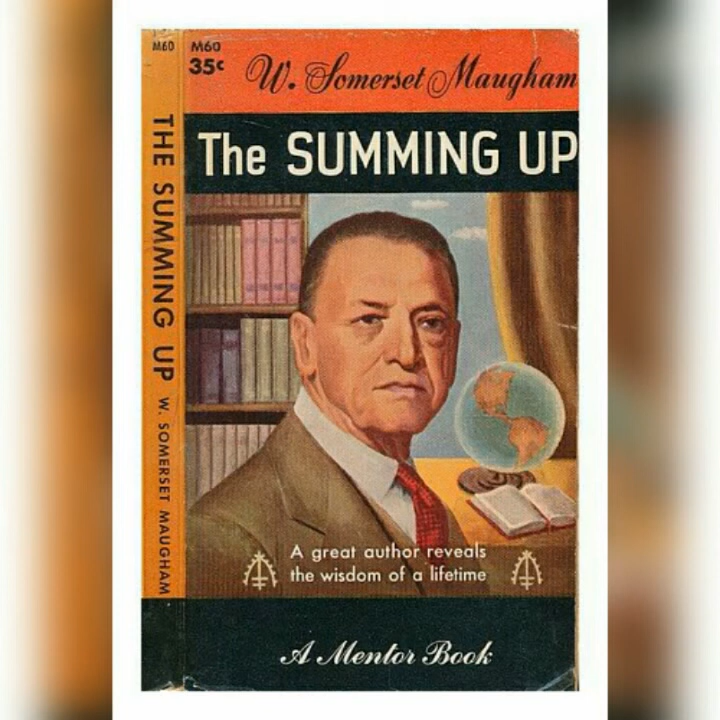 M60
THE SUMMING UP W. SOMERSET MAUGHAM
M60
35¢
W. Somerset Maugham
The SUMMING UP
A great author reveals
the wisdom of a lifetime
A Mentor Book